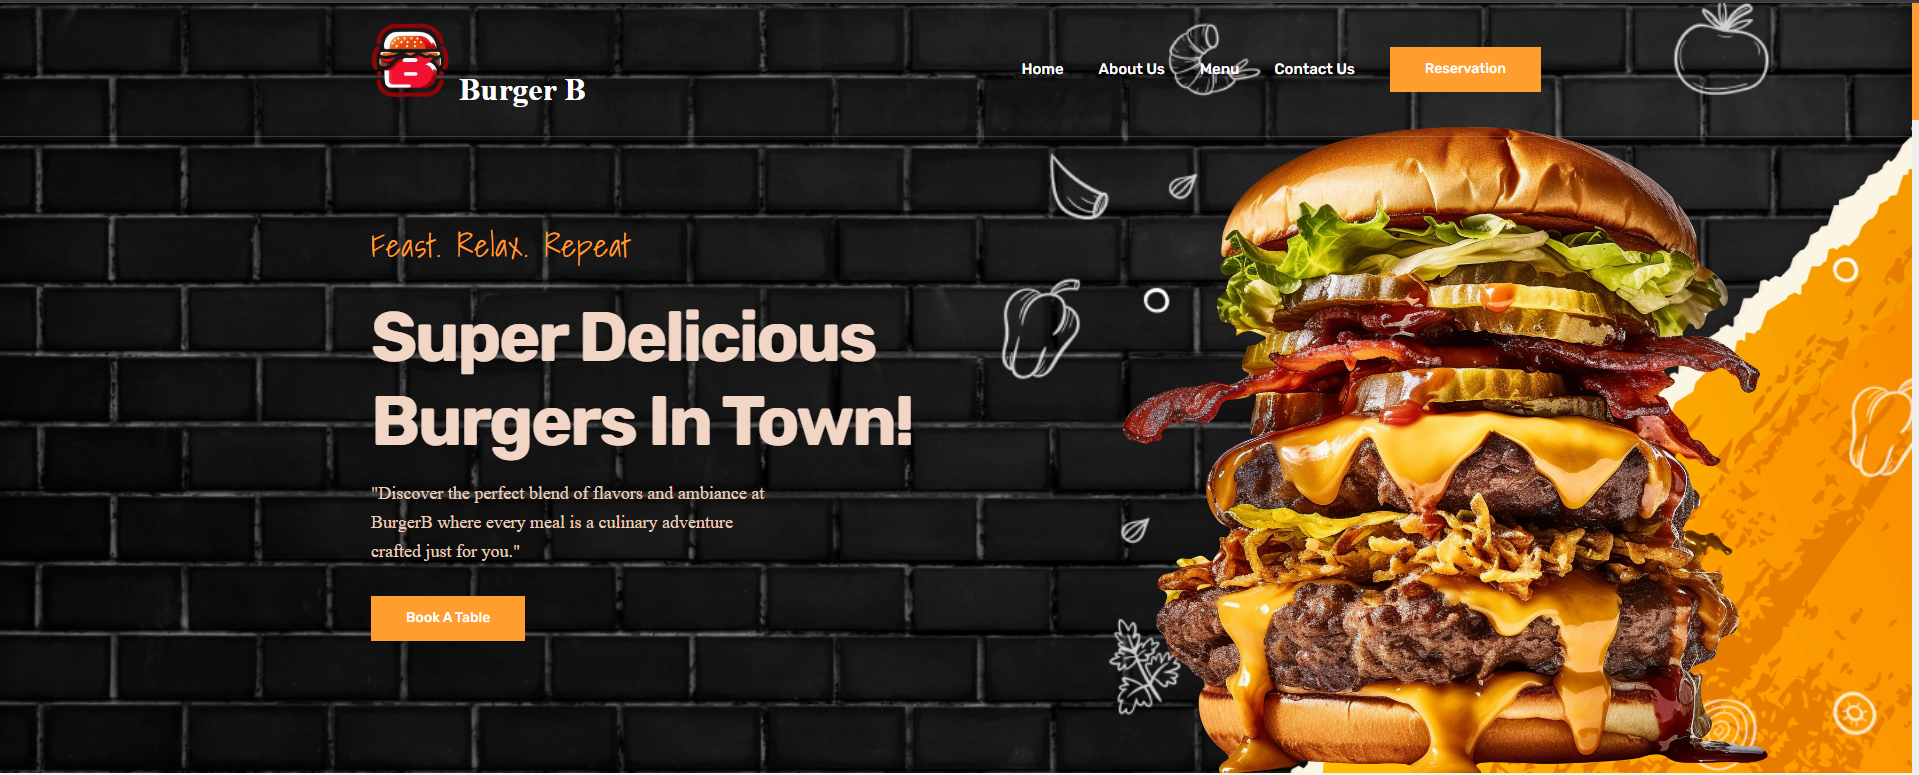 Burger B
Home About Us Menu Contact Us Reservation
Feast. Relax. Repeat
Super Delicious
Burgers In Town!
"Discover the perfect blend of flavors and ambiance at
BurgerB where every meal is a culinary adventure
crafted just for you."
Book A Table